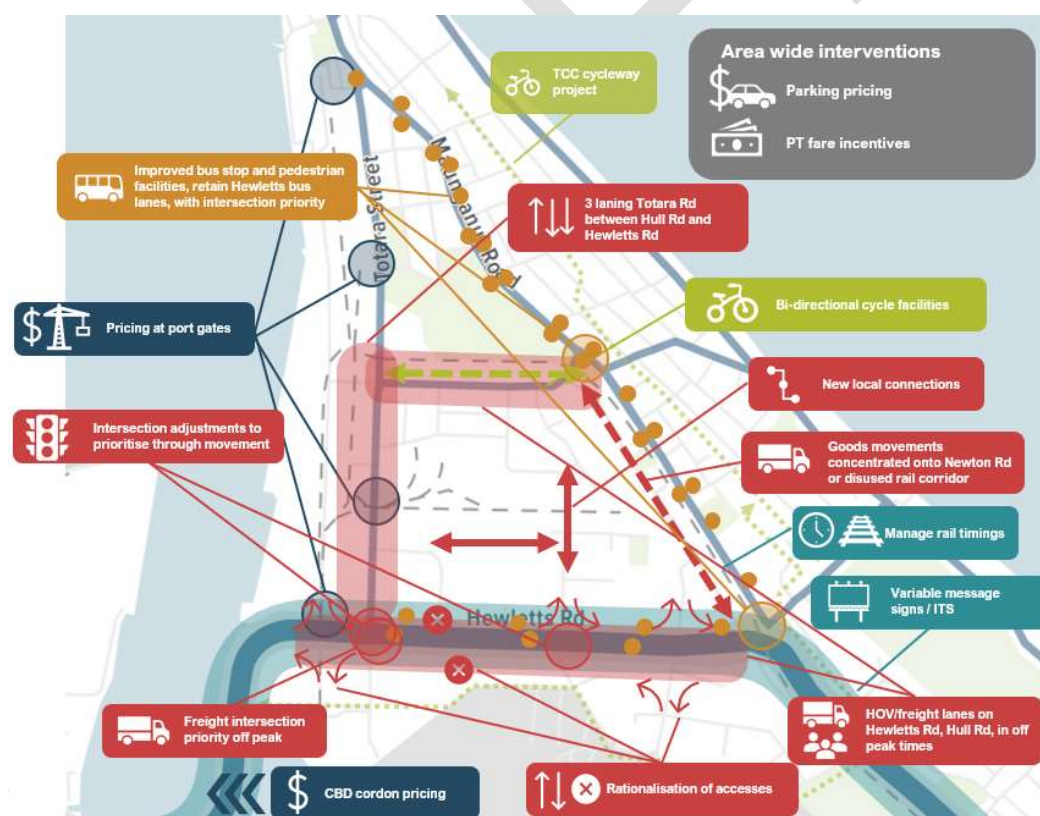 Area wide interventions
Parking pricing
PT fare incentives
TCC cycleway
project
Improved bus stop and pedestrian
facilities, retain Hewletts bus
lanes, with intersection priority
Totara Street
Maunganui Road
3 laning Totara Rd
between Hull Rd and
Hewletts Rd
Bi-directional cycle facilities
Pricing at port gates
New local connections
Intersection adjustments to
prioritise through movement
Goods movements
concentrated onto Newton Rd
or disused rail corridor
Manage rail timings
Variable message
signs / ITS
Hewletts Rd
Freight intersection
priority off peak
HOV/freight lanes on
Hewletts Rd, Hull Rd, in off
peak times
CBD cordon pricing
Rationalisation of accesses